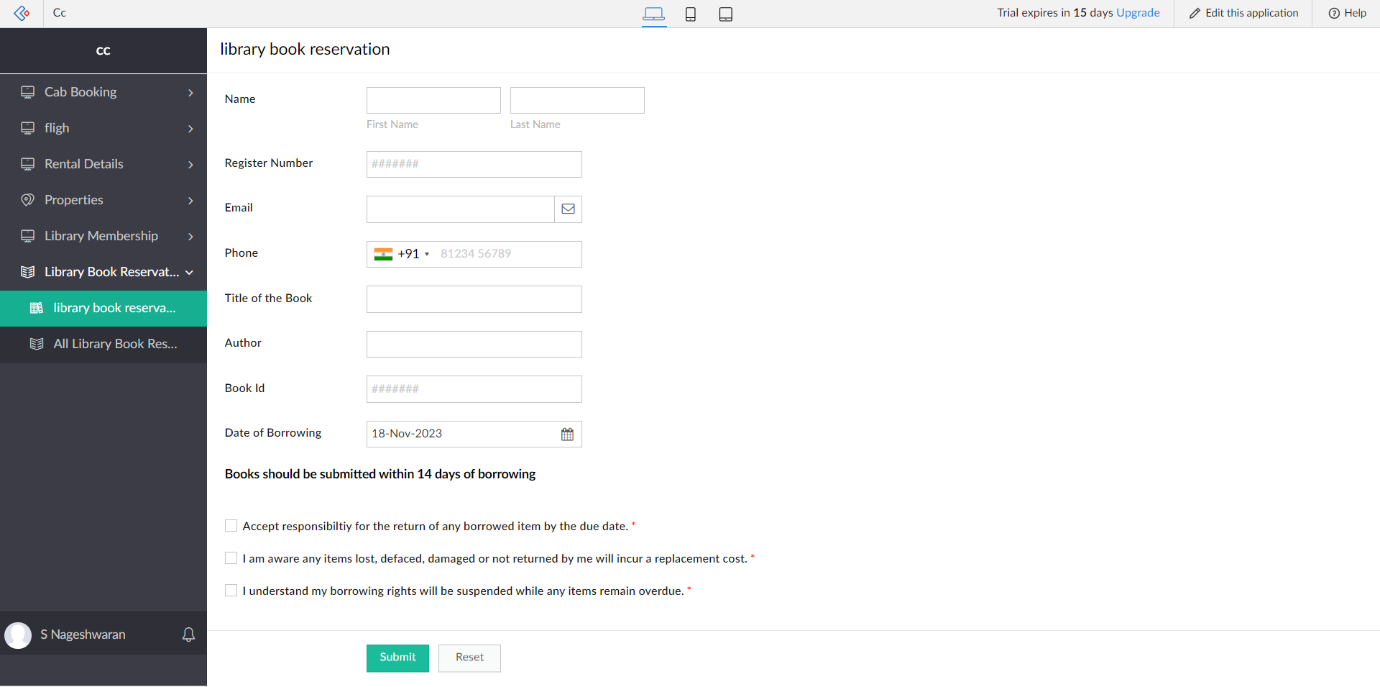 Cc
Trial expires in 15 days Upgrade
Edit this application
Help
CC
Cab Booking
fligh
Rental Details
Properties
Library Membership
Library Book Reservat...
library book reserva...
All Library Book Res...
S Nageshwaran
library book reservation
Name
First Name
Last Name
Register Number
#######
Email
Phone
+91
81234 56789
Title of the Book
Author
Book Id
#######
Date of Borrowing
18-Nov-2023
Books should be submitted within 14 days of borrowing
Accept responsibiltiy for the return of any borrowed item by the due date. *
I am aware any items lost, defaced, damaged or not returned by me will incur a replacement cost. *
I understand my borrowing rights will be suspended while any items remain overdue. *
Submit
Reset